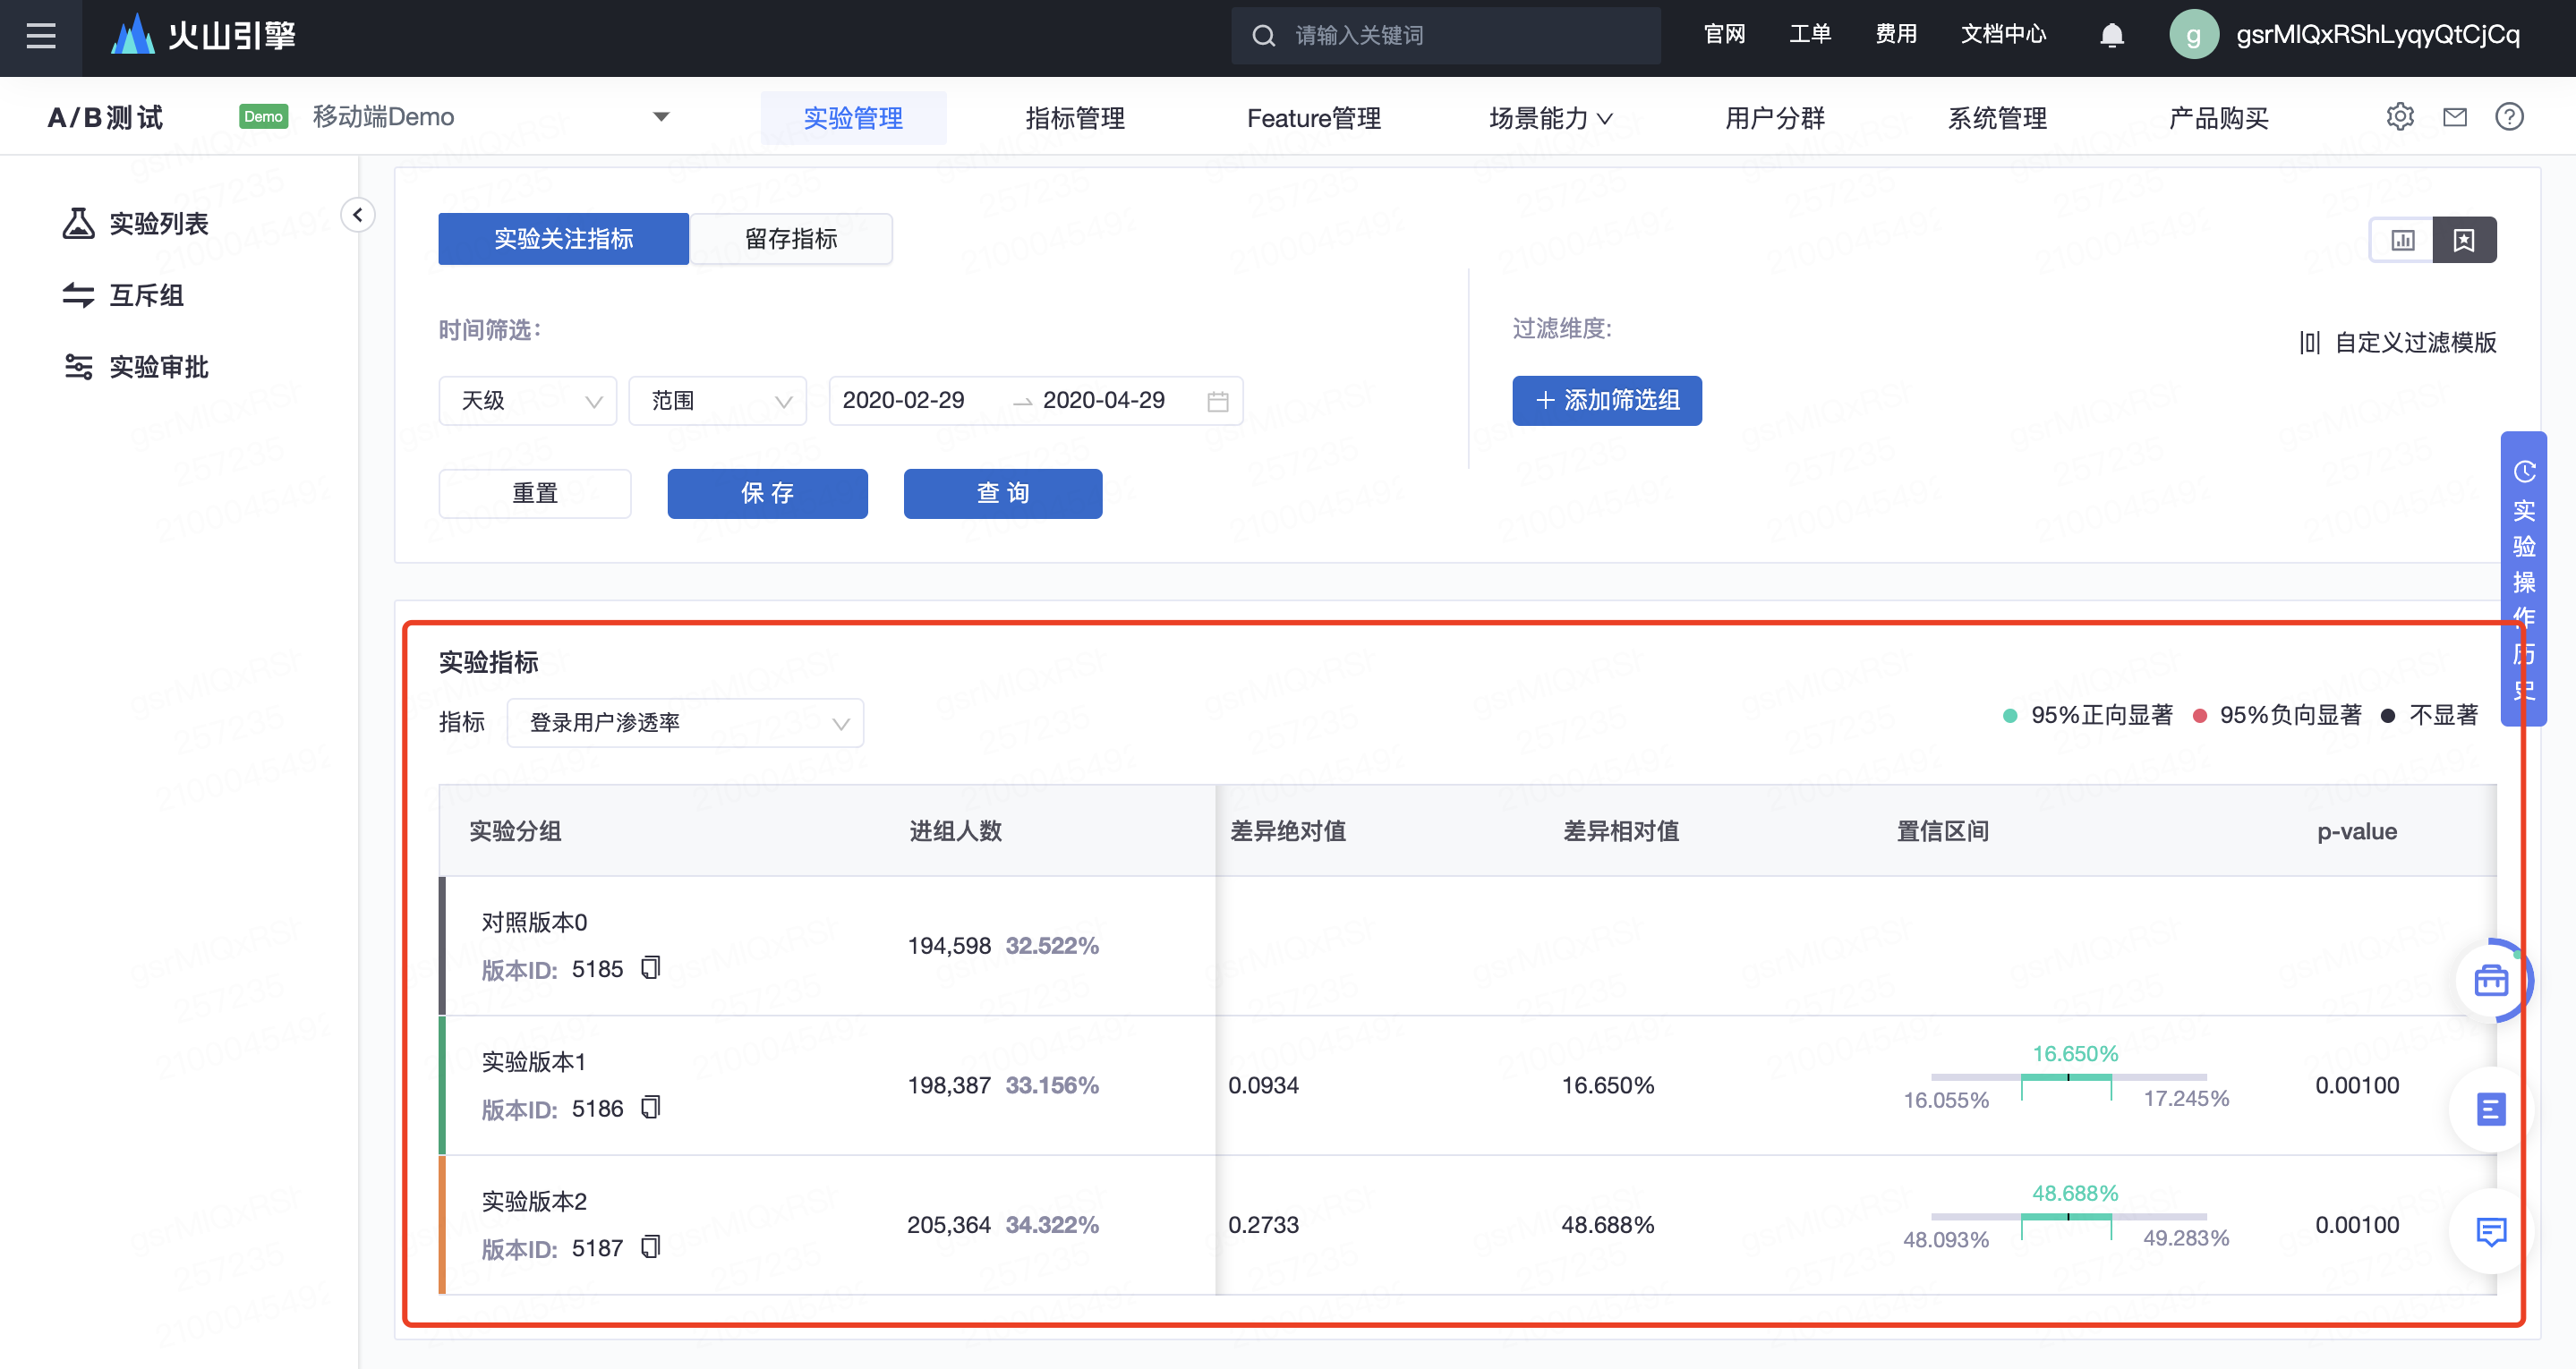 火山引擎
请输入关键词
官网
工单
费用
文档中心
g
gsrMlQxRShLyqyQtCjCq
A/B测试
Demo
移动端Demo
实验管理
指标管理
Feature管理
场景能力
用户分群
系统管理
产品购买
实验列表
互斥组
实验审批
实验关注指标
留存指标
时间筛选:
过滤维度:
自定义过滤模版
天级
范围
2020-02-29
2020-04-29
添加筛选组
重置
保 存
查 询
实验操作历史
实验指标
指标
登录用户渗透率
95%正向显著
95%负向显著
不显著
实验分组
进组人数
差异绝对值
差异相对值
置信区间
p-value
对照版本0
版本ID: 5185
194,598 32.522%
实验版本1
版本ID: 5186
198,387 33.156%
0.0934
16.650%
16.650%
16.055%
17.245%
0.00100
实验版本2
版本ID: 5187
205,364 34.322%
0.2733
48.688%
48.688%
48.093%
49.283%
0.00100